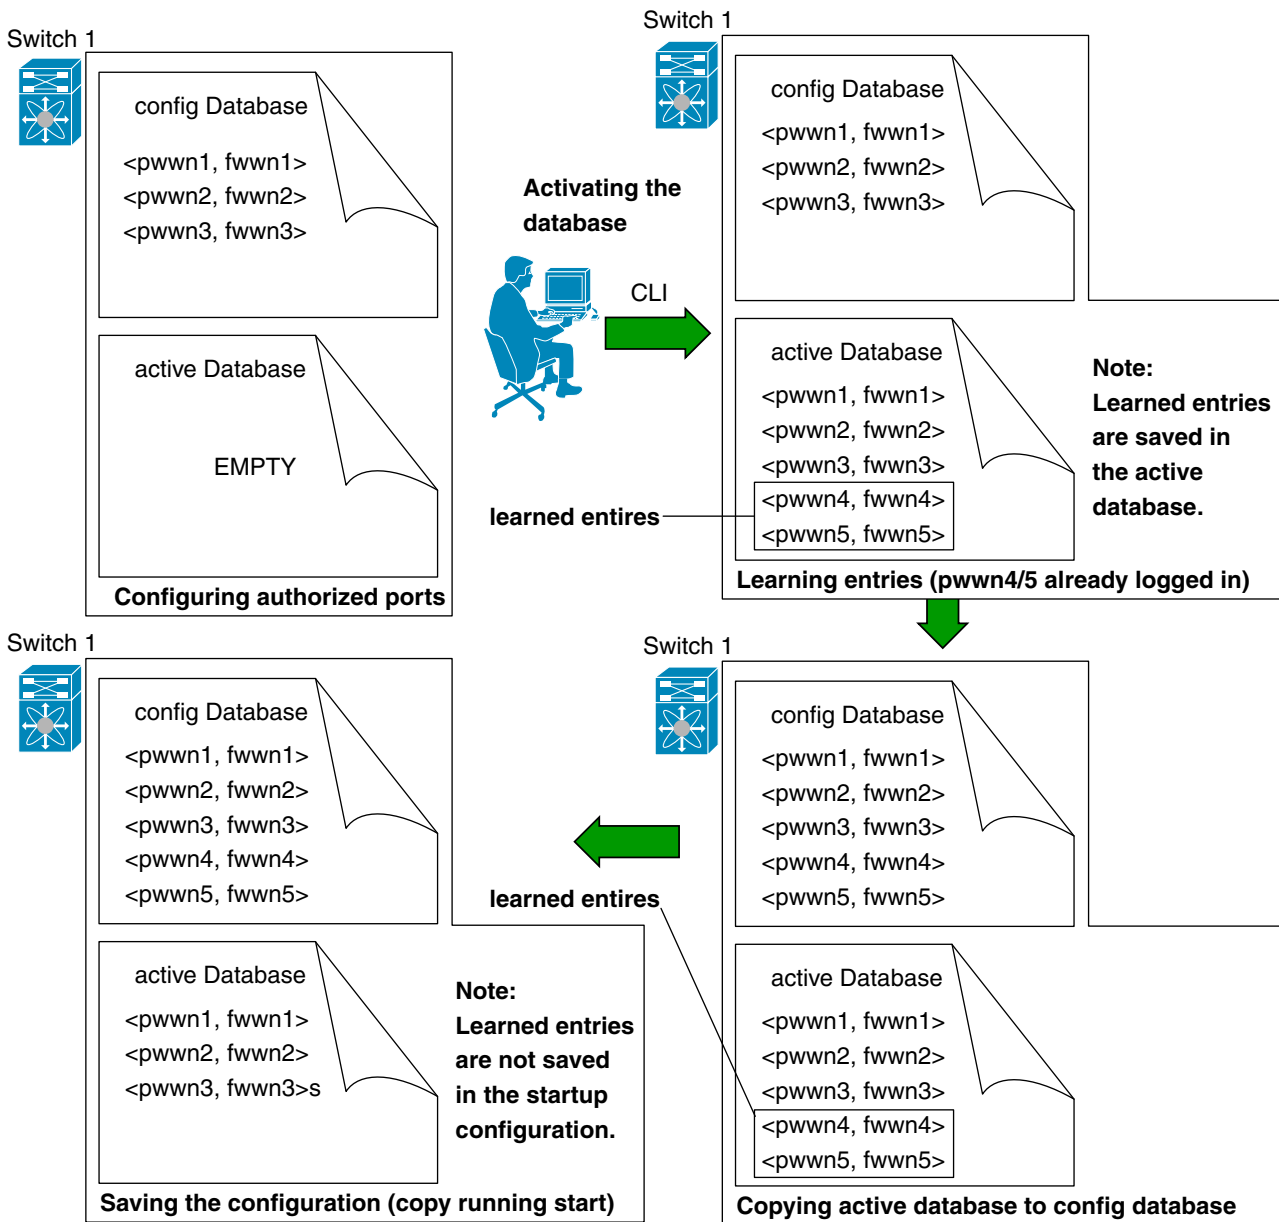 Switch 1
config Database
<pwwn1, fwwn1>
<pwwn2, fwwn2>
<pwwn3, fwwn3>
active Database
EMPTY
Configuring authorized ports
Activating the
database
CLI
Switch 1
config Database
<pwwn1, fwwn1>
<pwwn2, fwwn2>
<pwwn3, fwwn3>
active Database
<pwwn1, fwwn1>
<pwwn2, fwwn2>
<pwwn3, fwwn3>
<pwwn4, fwwn4>
<pwwn5, fwwn5>
learned entires
Note:
Learned entries
are saved in
the active
database.
Learning entries (pwwn4/5 already logged in)
Switch 1
config Database
<pwwn1, fwwn1>
<pwwn2, fwwn2>
<pwwn3, fwwn3>
<pwwn4, fwwn4>
<pwwn5, fwwn5>
active Database
<pwwn1, fwwn1>
<pwwn2, fwwn2>
<pwwn3, fwwn3>s
Note:
Learned entries
are not saved
in the startup
configuration.
Saving the configuration (copy running start)
Switch 1
config Database
<pwwn1, fwwn1>
<pwwn2, fwwn2>
<pwwn3, fwwn3>
<pwwn4, fwwn4>
<pwwn5, fwwn5>
learned entires
active Database
<pwwn1, fwwn1>
<pwwn2, fwwn2>
<pwwn3, fwwn3>
<pwwn4, fwwn4>
<pwwn5, fwwn5>
Copying active database to config database